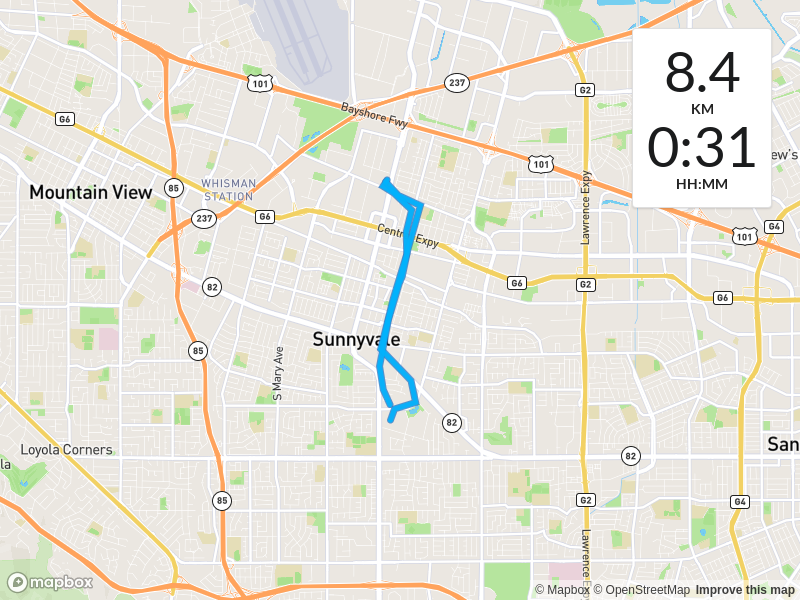 8.4
KM
0:31
HH:MM
237
G2
101
G6
Bayshore Fwy
101
Mountain View
85
WHISMAN
STATION
237
G6
Central Expy
Lawrence Expy
G4
101
82
G6
G2
G6
Sunnyvale
85
S Mary Ave
82
Loyola Corners
82
San
85
G2
G4
Lawrence E
mapbox
© Mapbox © OpenStreetMap Improve this map